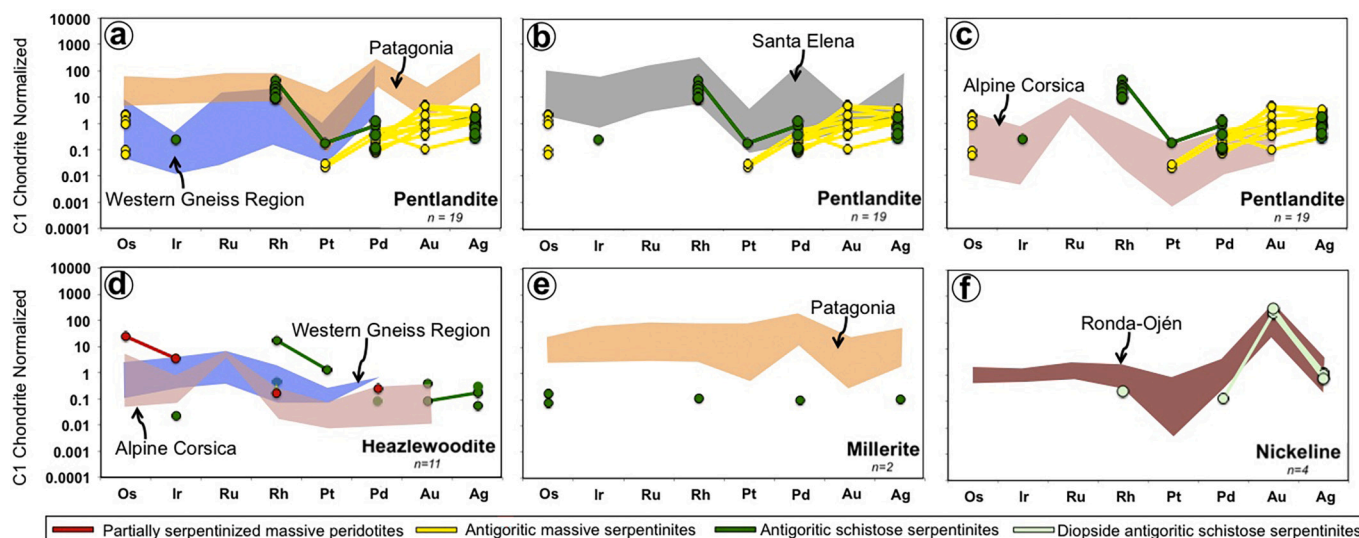 C1 Chondrite Normalized
10000
1000
100
10
1
0.1
0.01
0.001
0.0001
a
Patagonia
Western Gneiss Region
Pentlandite
n = 19
Os Ir Ru Rh Pt Pd Au Ag
b
Santa Elena
Pentlandite
n = 19
Os Ir Ru Rh Pt Pd Au Ag
c
Alpine Corsica
Pentlandite
n = 19
Os Ir Ru Rh Pt Pd Au Ag
C1 Chondrite Normalized
10000
1000
100
10
1
0.1
0.01
0.001
0.0001
d
Western Gneiss Region
Alpine Corsica
Heazlewoodite
n=11
Os Ir Ru Rh Pt Pd Au Ag
e
Patagonia
Millerite
n=2
Os Ir Ru Rh Pt Pd Au Ag
f
Ronda-Ojén
Nickeline
n=4
Os Ir Ru Rh Pt Pd Au Ag
Partially serpentinized massive peridotites Antigoritic massive serpentinites Antigoritic schistose serpentinites Diopside antigoritic schistose serpentinites